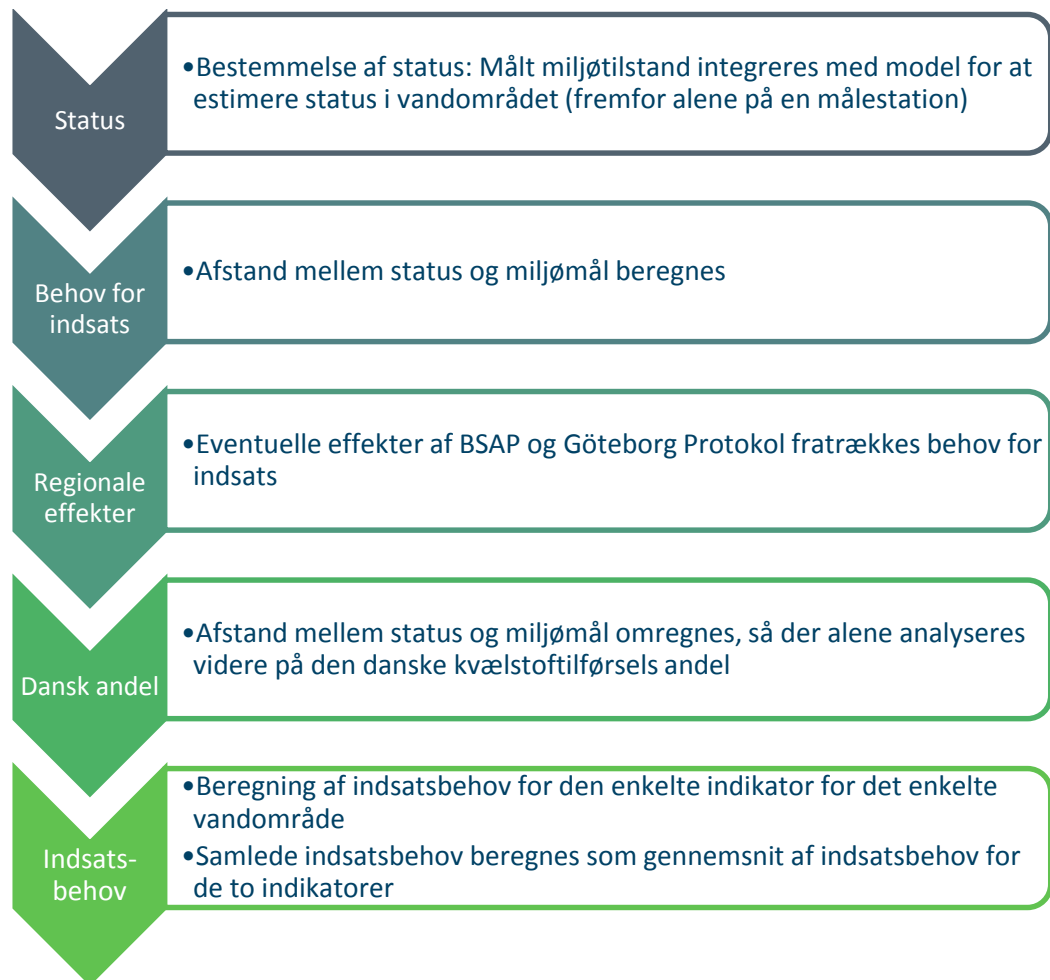 Status
•Bestemmelse af status: Målt miljøtilstand integreres med model for at
estimere status i vandområdet (fremfor alene på en målestation)
Behov for
indsats
•Afstand mellem status og miljømål beregnes
Regionale
effekter
•Eventuelle effekter af BSAP og Göteborg Protokol fratrækkes behov for
indsats
Dansk andel
•Afstand mellem status og miljømål omregnes, så der alene analyseres
videre på den danske kvælstoftilførsels andel
Indsats-
behov
•Beregning af indsatsbehov for den enkelte indikator for det enkelte
vandområde
•Samlede indsatsbehov beregnes som gennemsnit af indsatsbehov for
de to indikatorer